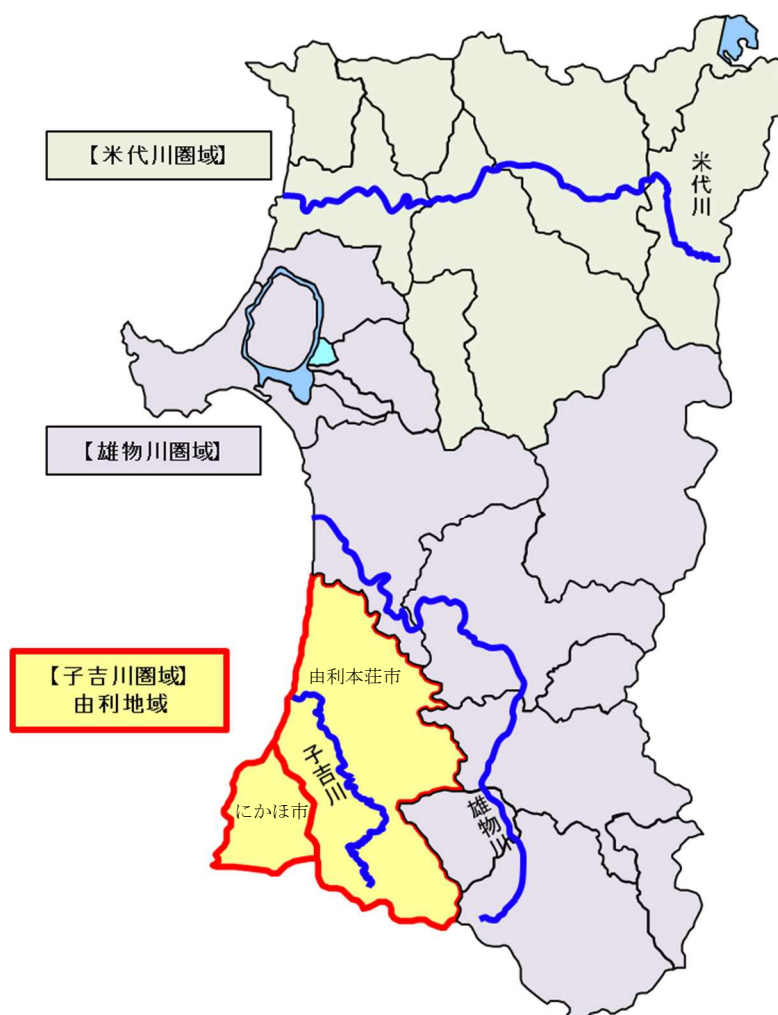 【米代川圏域】
米代川
【雄物川圏域】
【子吉川圏域】
由利地域
由利本荘市
子吉川
にかほ市
雄物川